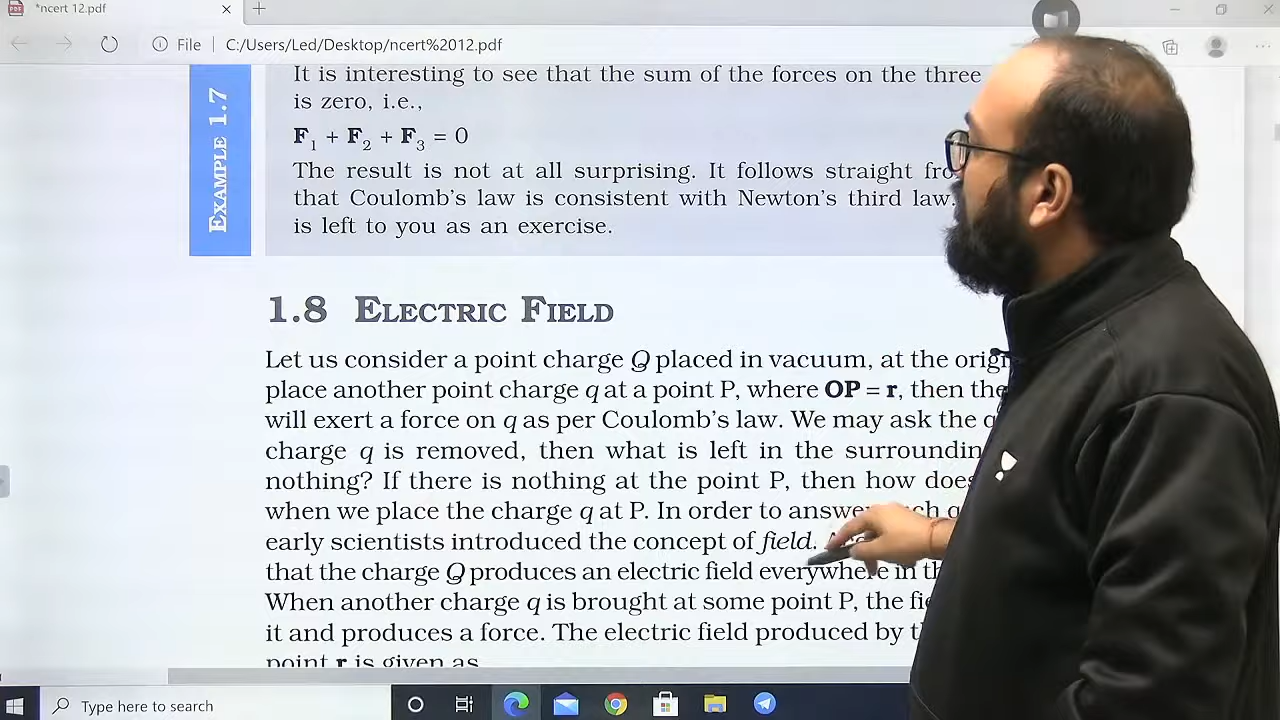 *ncert 12.pdf
File
C:/Users/Led/Desktop/ncert%2012.pdf
EXAMPLE 1.7
It is interesting to see that the sum of the forces on the three
is zero, i.e.,
F1 + F2 + F3 = 0
The result is not at all surprising. It follows straight
that Coulomb's law is consistent with Newton's third law.
is left to you as an exercise.
1.8 ELECTRIC FIELD
Let us consider a point charge Q placed in vacuum, at the
place another point charge q at a point P, where OP = r, then
will exert a force on q as per Coulomb's law. We may ask the
charge q is removed, then what is left in the
nothing? If there is nothing at the point P, then how
when we place the charge q at P. In order to
early scientists introduced the concept of field.
that the charge Q produces an electric field everywhere in
When another charge q is brought at some point P, the
it and produces a force. The electric field produced by
point r is given as
Type here to search